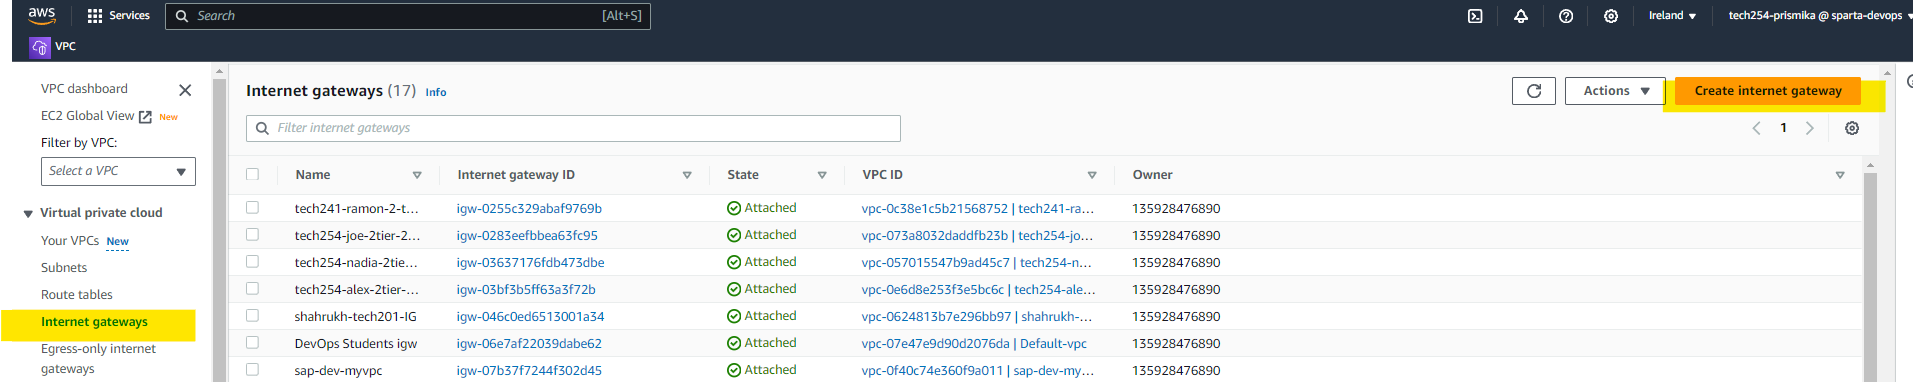 aws Services Search [Alt+S] Ireland ▼ tech254-prismika @ sparta-devops ▼
VPC
VPC dashboard
EC2 Global View New
Filter by VPC:
Select a VPC
Virtual private cloud
Your VPCs New
Subnets
Route tables
Internet gateways
Egress-only internet
gateways
Internet gateways (17) Info
Actions ▼ Create internet gateway
Filter internet gateways
1
Name Internet gateway ID State VPC ID Owner
tech241-ramon-2-t... igw-0255c329abaf9769b Attached vpc-0c38e1c5b21568752 | tech241-ra... 135928476890
tech254-joe-2tier-2... igw-0283eefbbea63fc95 Attached vpc-073a8032daddfb23b | tech254-jo... 135928476890
tech254-nadia-2tie... igw-03637176fdb473dbe Attached vpc-057015547b9ad45c7 | tech254-n... 135928476890
tech254-alex-2tier-... igw-03bf3b5ff63a3f72b Attached vpc-0e6d8e253f3e5bc6c | tech254-ale... 135928476890
shahrukh-tech201-IG igw-046c0ed6513001a34 Attached vpc-0624813b7e296bb97 | shahrukh-... 135928476890
DevOps Students igw igw-06e7af22039dabe62 Attached vpc-07e47e9d90d2076da | Default-vpc 135928476890
sap-dev-myvpc igw-07b37f7244f302d45 Attached vpc-0f40c74e360f9a011 | sap-dev-my... 135928476890